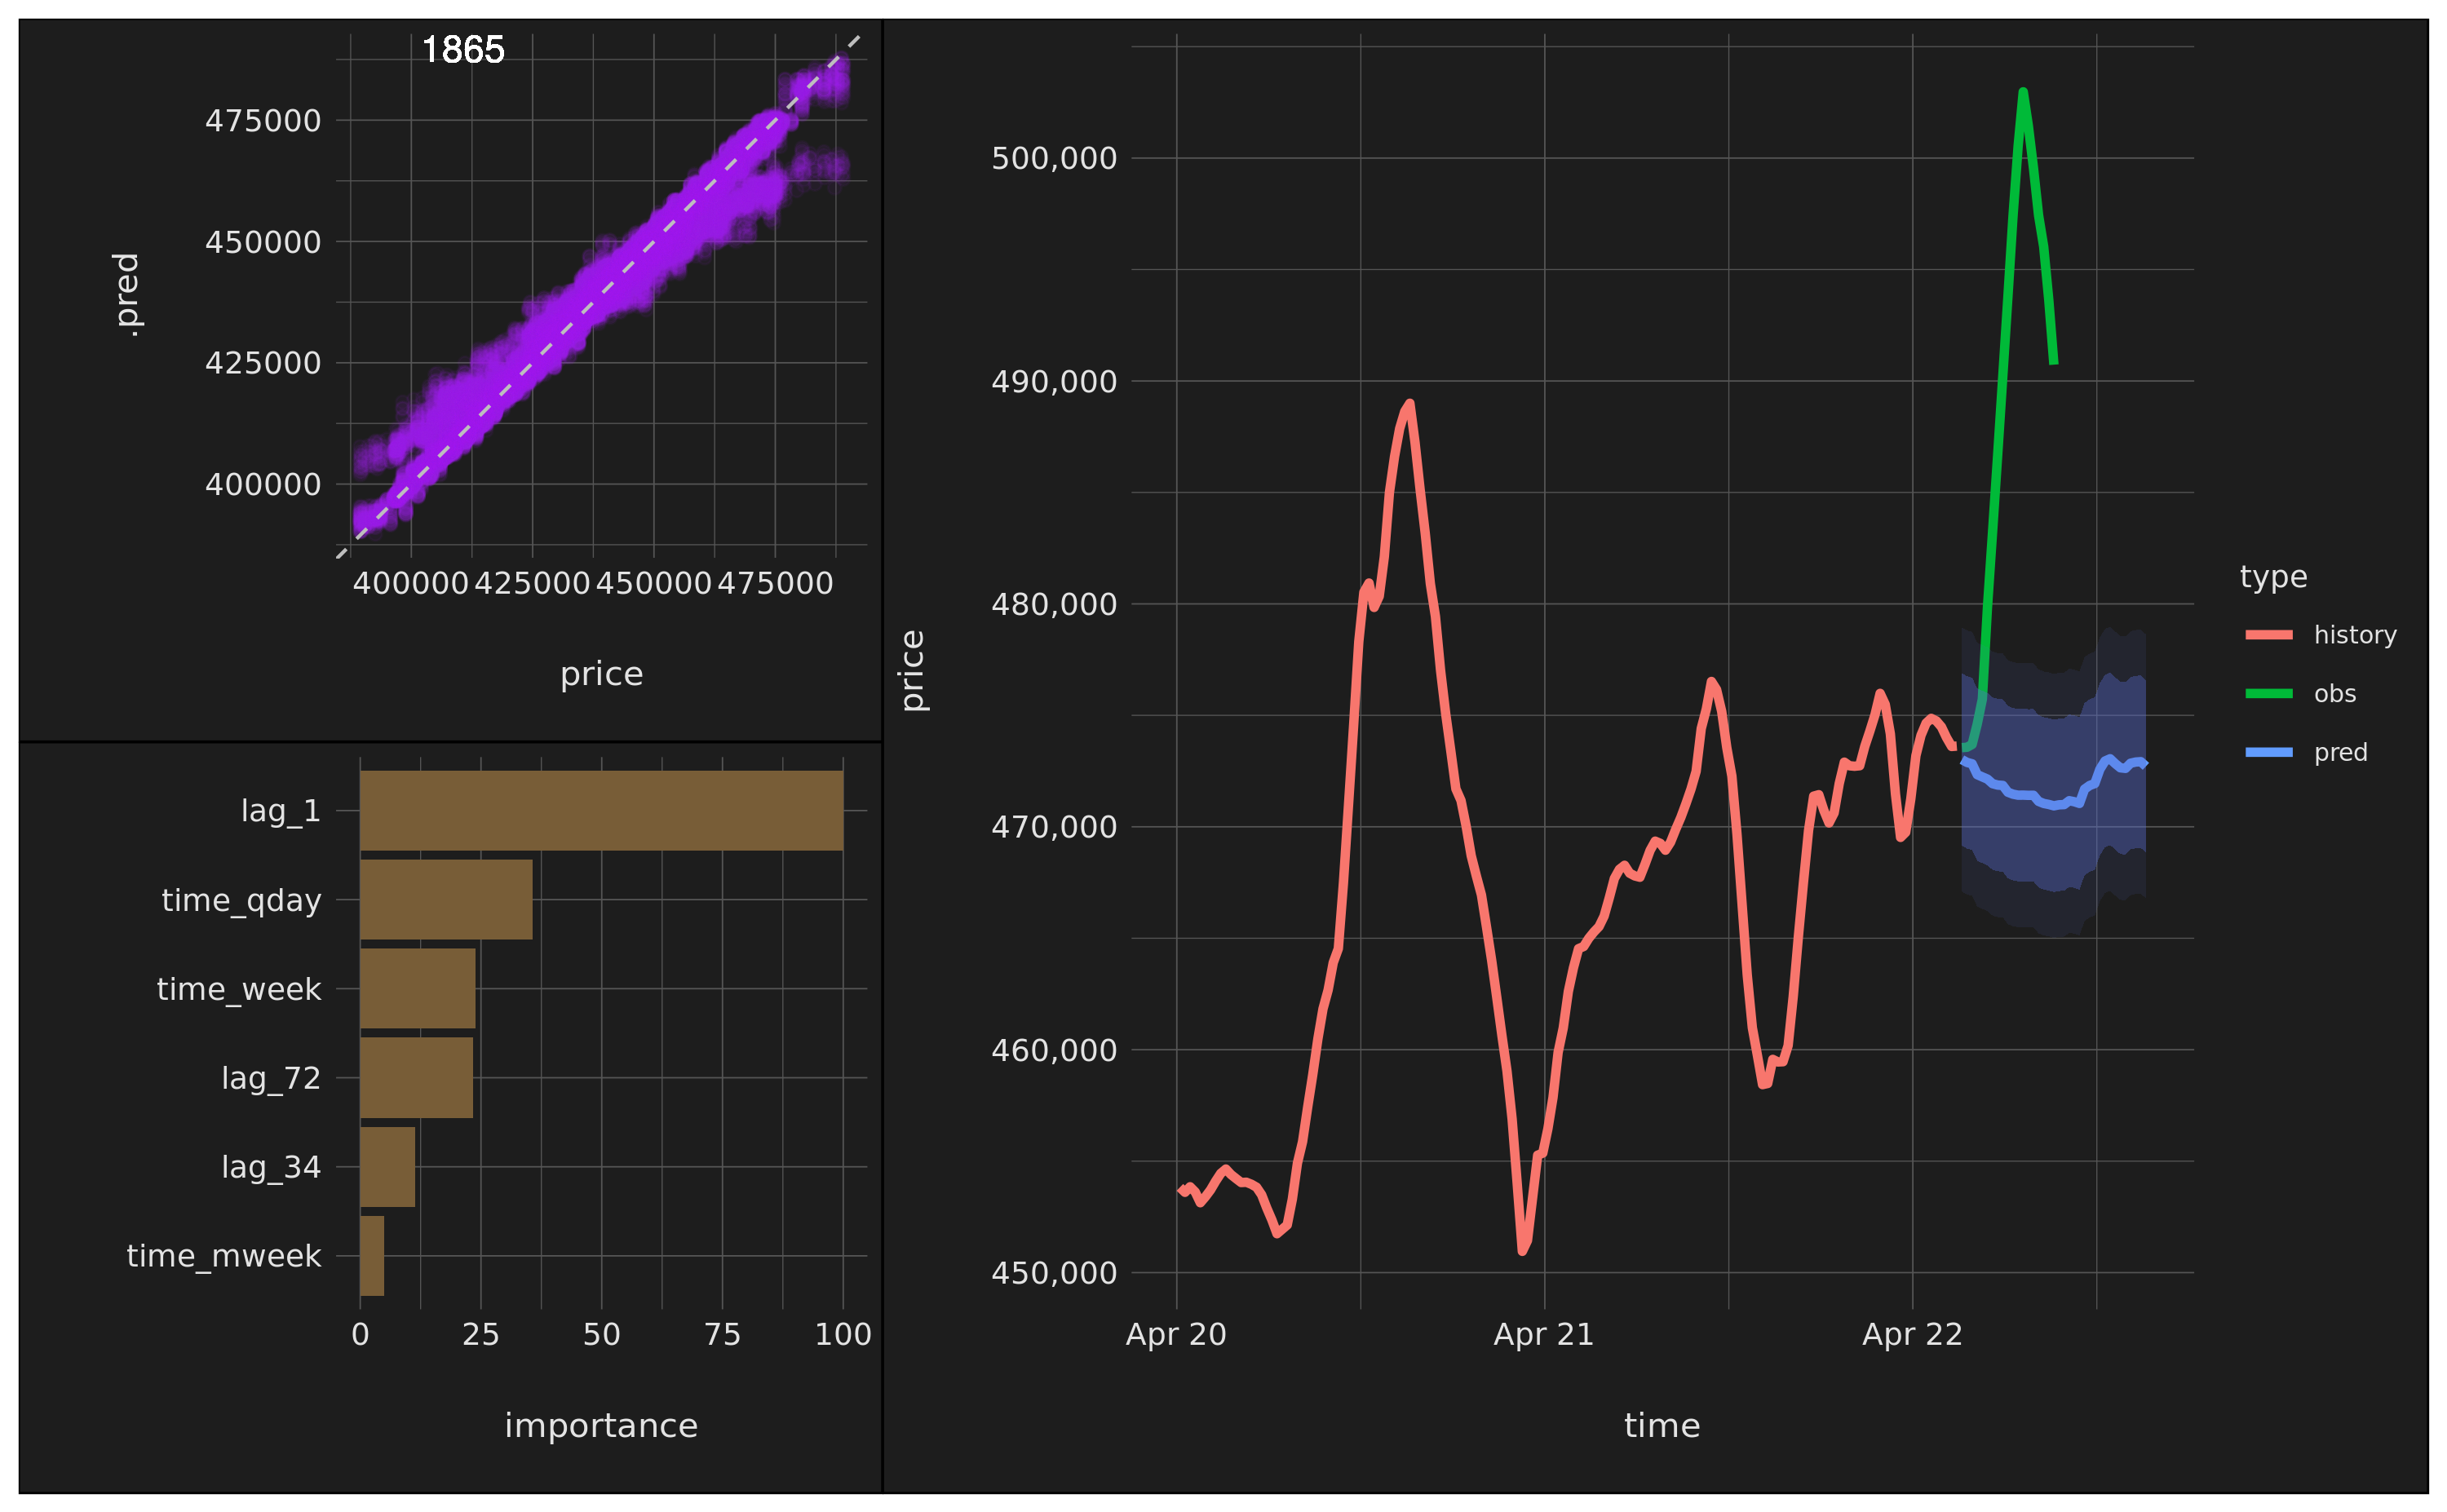 1865
.pred
475000
450000
425000
400000
400000 425000 450000 475000
price
lag_1
time_qday
time_week
lag_72
lag_34
time_mweek
0 25 50 75 100
importance
price
500,000
490,000
480,000
470,000
460,000
450,000
Apr 20 Apr 21 Apr 22
time
type
history
obs
pred